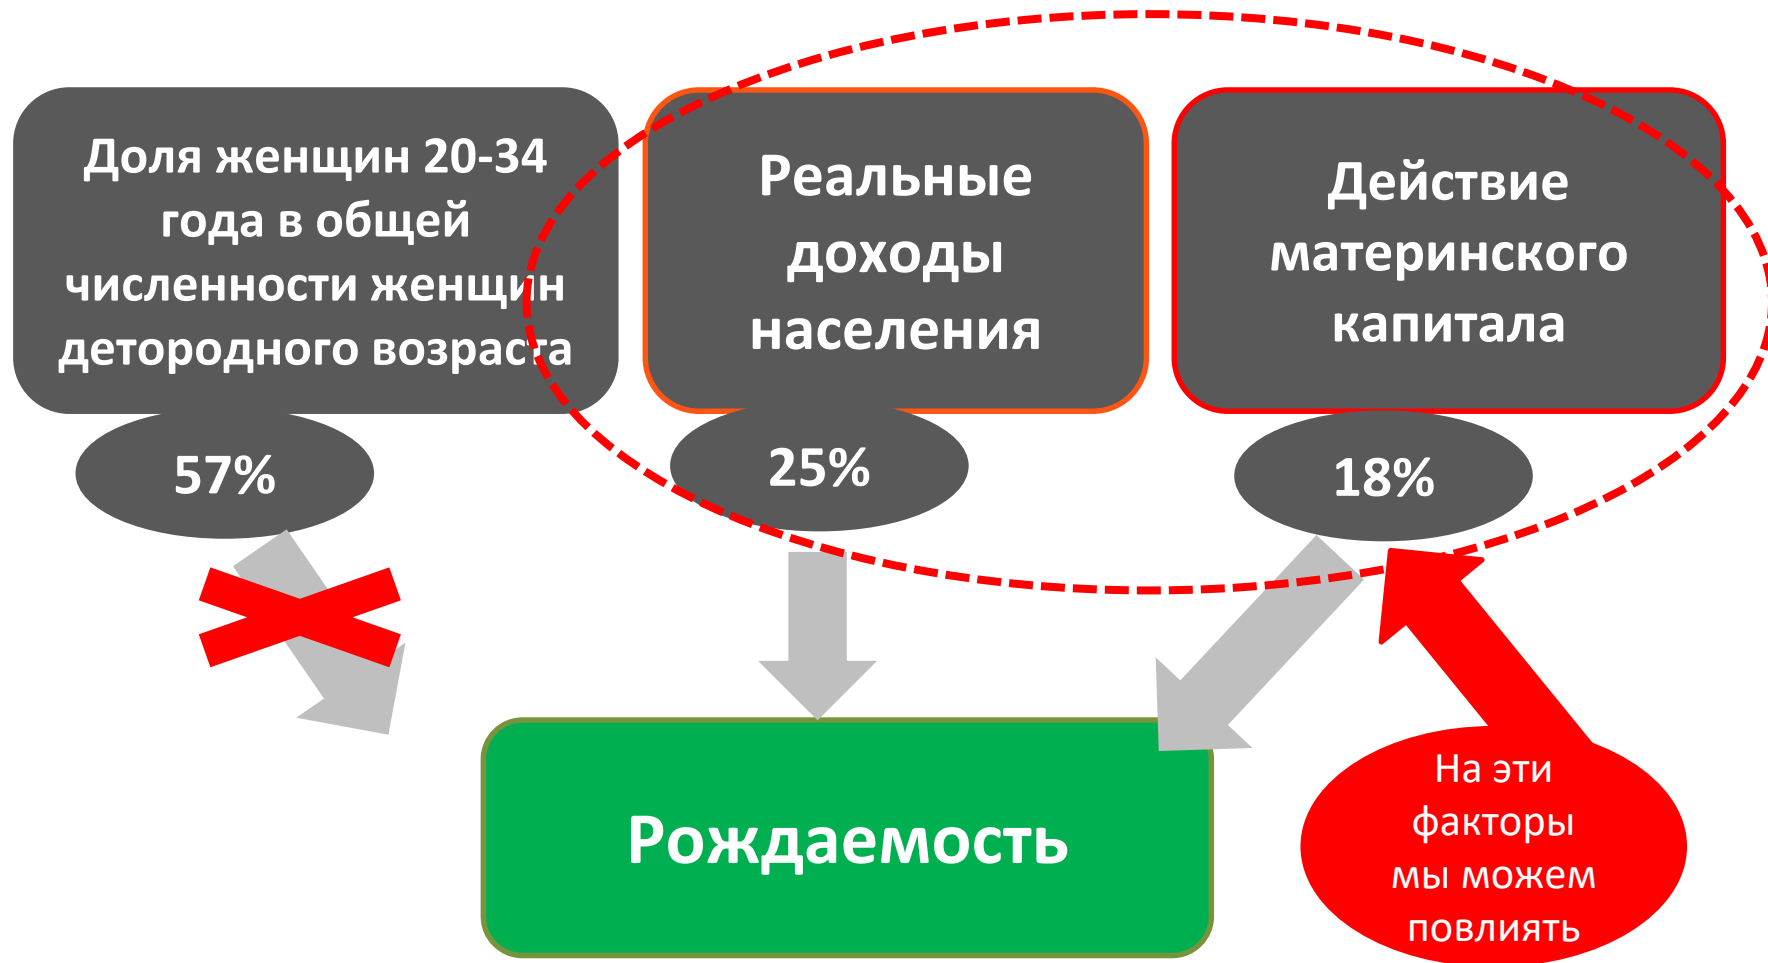 Доля женщин 20-34
года в общей
численности женщин
детородного возраста
57%
Реальные
доходы
населения
25%
Действие
материнского
капитала
18%
Рождаемость
На эти
факторы
мы можем
повлиять